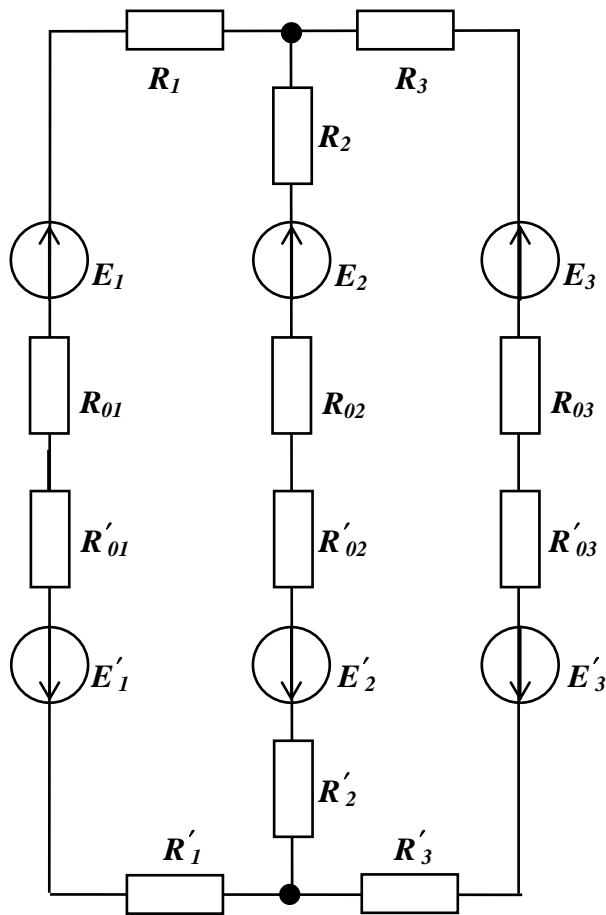 R₁ R₃
R₂
E₁ E₂ E₃
R₀₁ R₀₂ R₀₃
R′₀₁ R′₀₂ R′₀₃
E′₁ E′₂ E′₃
R′₂
R′₁ R′₃